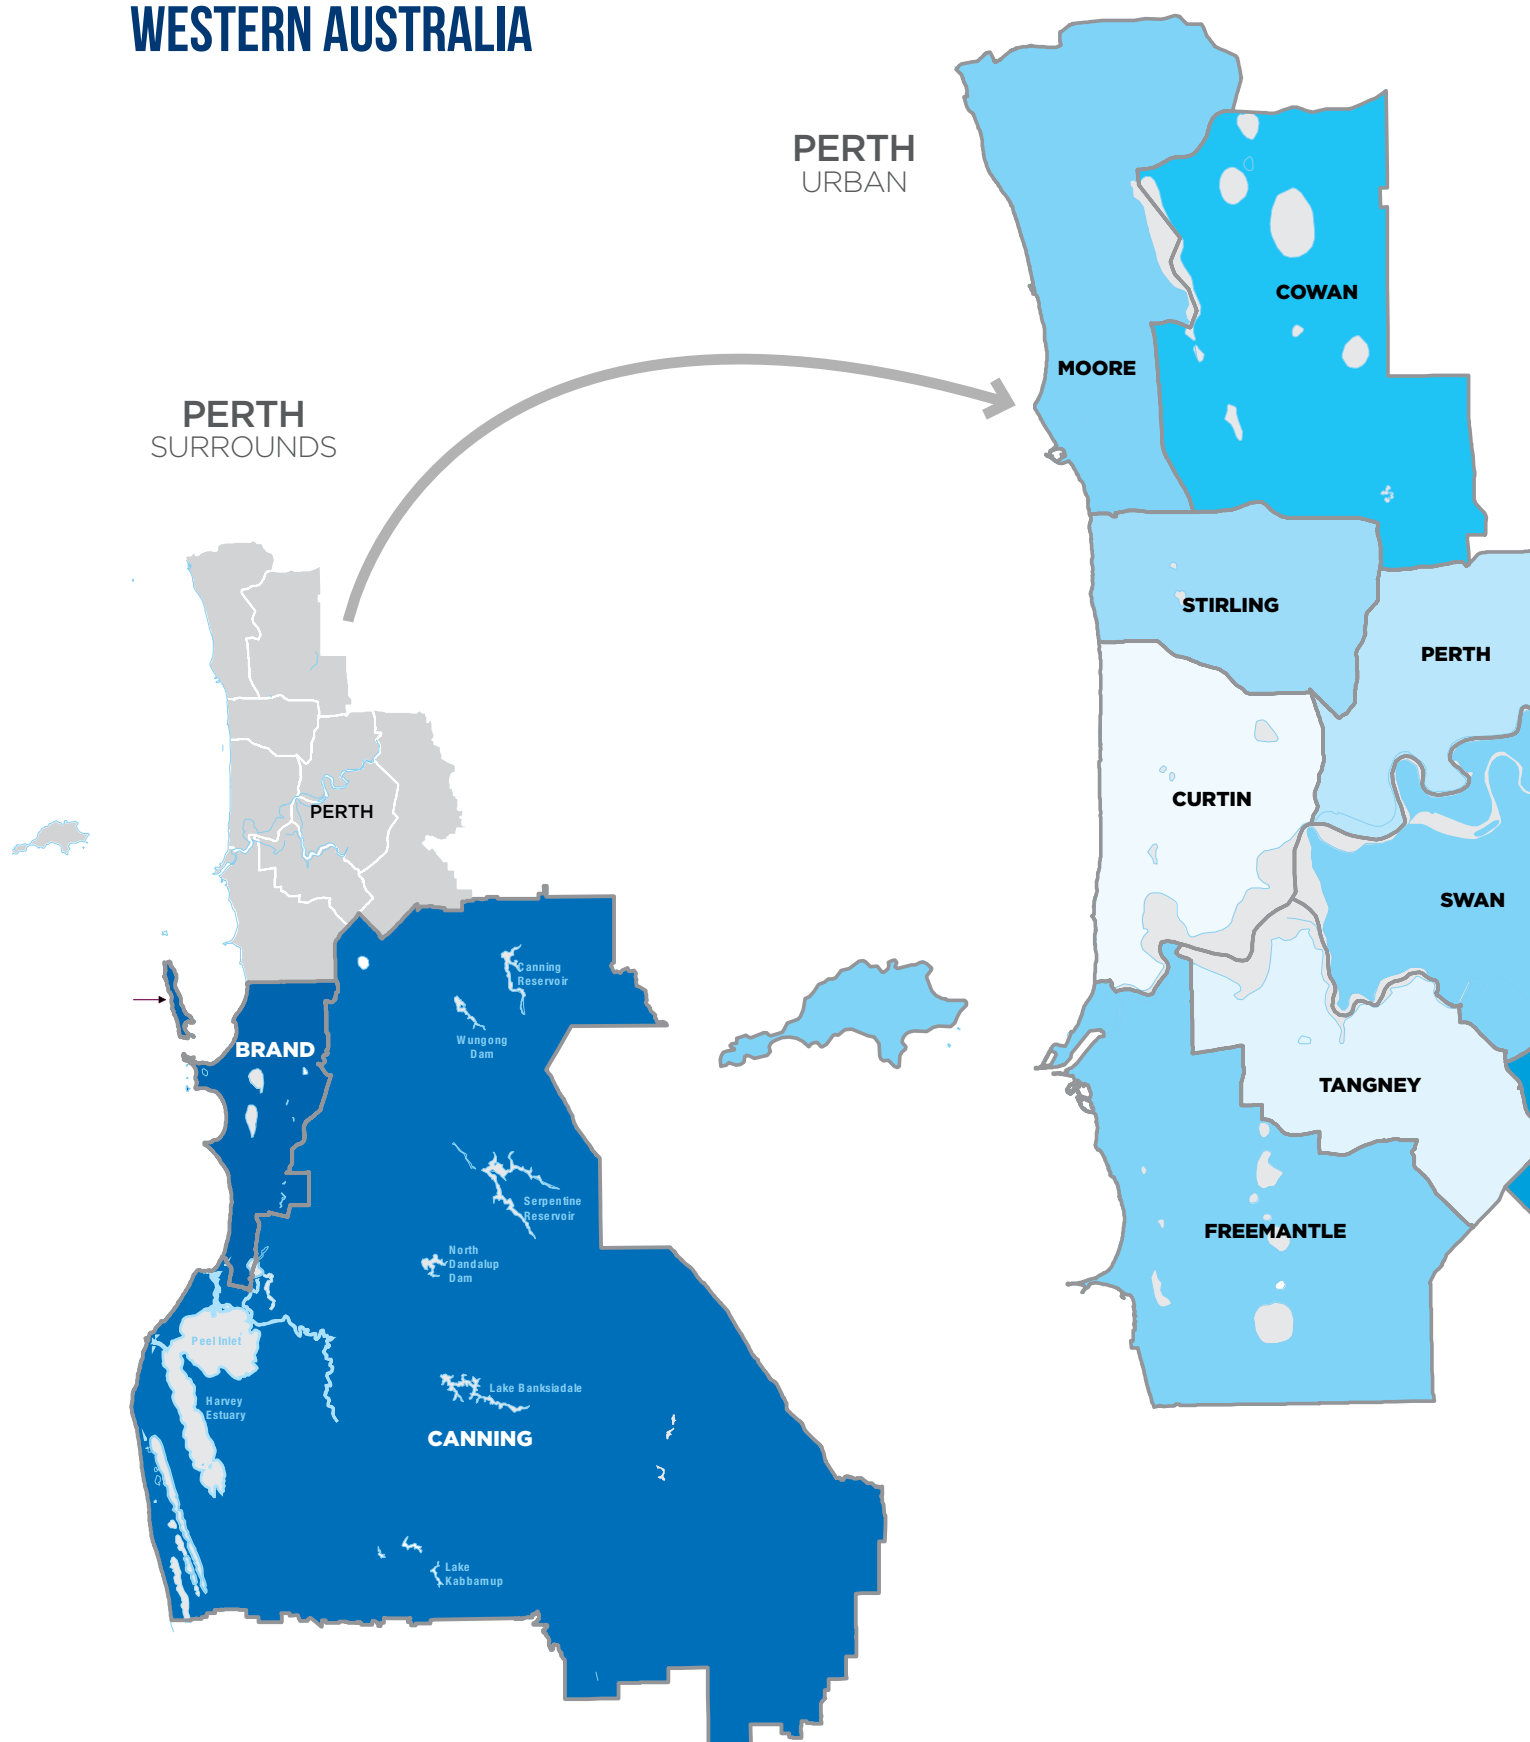 WESTERN AUSTRALIA
PERTH
URBAN
COWAN
MOORE
PERTH
SURROUNDS
STIRLING
PERTH
CURTIN
PERTH
SWAN
Canning
Reservoir
Wungong
Dam
BRAND
TANGNEY
Serpentine
Reservoir
FREEMANTLE
North
Dandalup
Dam
Peel Inlet
Lake Banksiadale
Harvey
Estuary
CANNING
Lake
Kabbamup